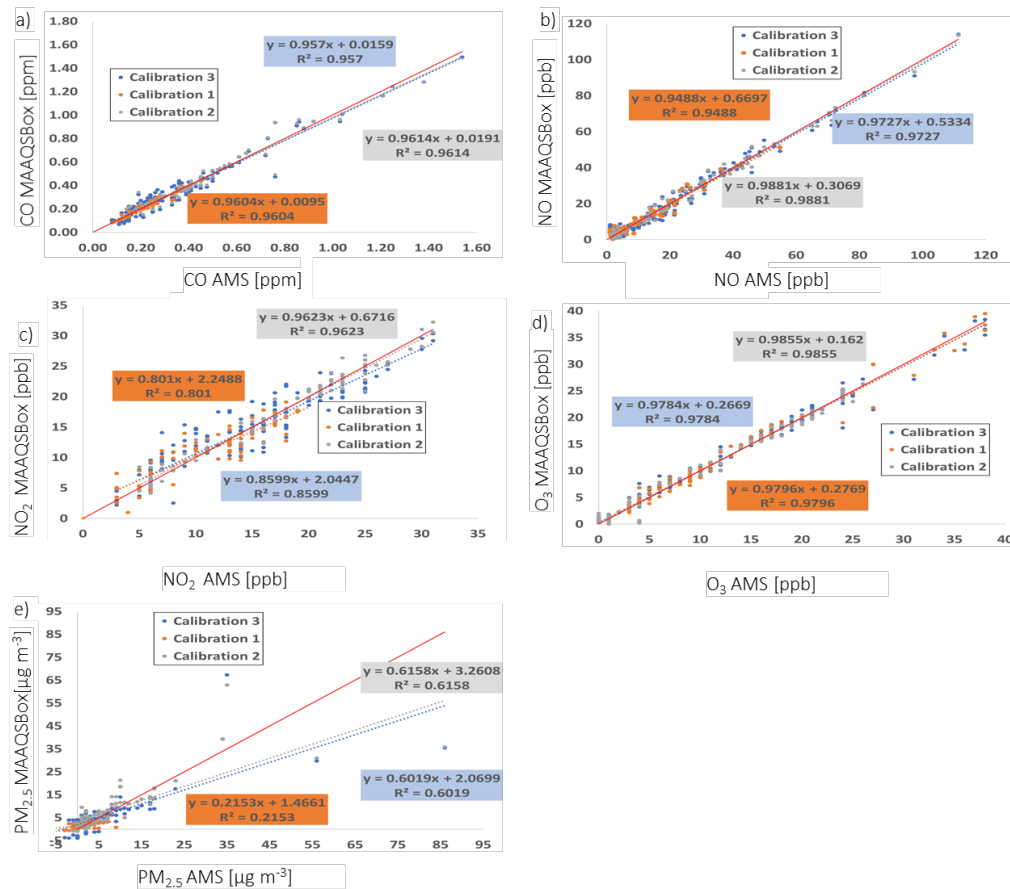 a)
CO MAAQSBox [ppm]
1.80
1.60
1.40
1.20
1.00
0.80
0.60
0.40
0.20
0.00
y = 0.957x + 0.0159
R² = 0.957
Calibration 3
Calibration 1
Calibration 2
y = 0.9614x + 0.0191
R² = 0.9614
y = 0.9604x + 0.0095
R² = 0.9604
0.00 0.20 0.40 0.60 0.80 1.00 1.20 1.40 1.60
CO AMS [ppm]
b)
NO MAAQSBox [ppb]
120
100
80
60
40
20
0
Calibration 3
Calibration 1
Calibration 2
y = 0.9488x + 0.6697
R² = 0.9488
y = 0.9727x + 0.5334
R² = 0.9727
y = 0.9881x + 0.3069
R² = 0.9881
0 20 40 60 80 100 120
NO AMS [ppb]
c)
NO₂ MAAQSBox [ppb]
35
30
25
20
15
10
5
0
y = 0.9623x + 0.6716
R² = 0.9623
y = 0.801x + 2.2488
R² = 0.801
Calibration 3
Calibration 1
Calibration 2
y = 0.8599x + 2.0447
R² = 0.8599
0 5 10 15 20 25 30 35
NO₂ AMS [ppb]
d)
O₃ MAAQSBox [ppb]
40
35
30
25
20
15
10
5
0
y = 0.9855x + 0.162
R² = 0.9855
y = 0.9784x + 0.2669
R² = 0.9784
Calibration 3
Calibration 1
Calibration 2
y = 0.9796x + 0.2769
R² = 0.9796
0 5 10 15 20 25 30 35 40
O₃ AMS [ppb]
e)
PM₂.₅ MAAQSBox[µg m⁻³)
95
85
75
65
55
45
35
25
15
5
-5
Calibration 3
Calibration 1
Calibration 2
y = 0.6158x + 3.2608
R² = 0.6158
y = 0.6019x + 2.0699
R² = 0.6019
y = 0.2153x + 1.4661
R² = 0.2153
-5 5 15 25 35 45 55 65 75 85 95
PM₂.₅ AMS [µg m⁻³)